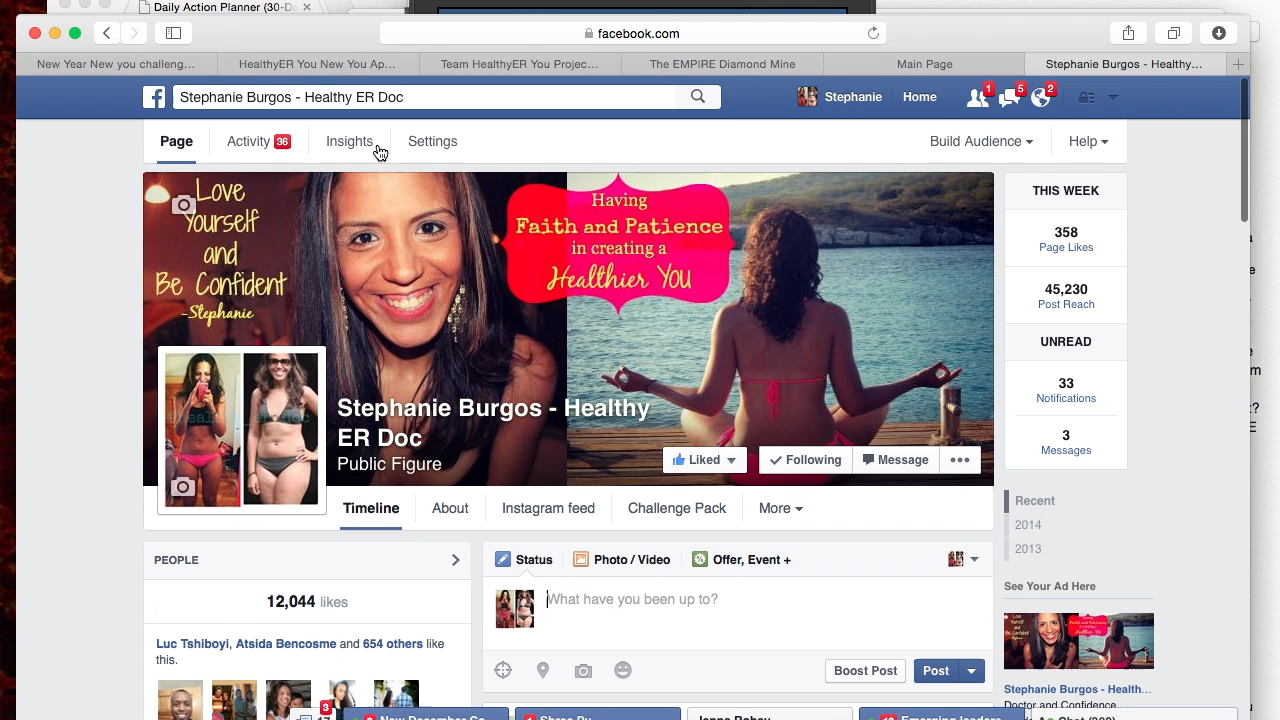 Daily Action Planner (30-Da
facebook.com
New Year New you challeng...
HealthyER You New You Ap...
Team HealthyER You Projec...
The EMPIRE Diamond Mine
Main Page
Stephanie Burgos - Healthy...
Stephanie Burgos - Healthy ER Doc
Stephanie
Home
1
5
2
Page
Activity 36
Insights
Settings
Build Audience
Help
Love
Yourself
and
Be Confident
-Stephanie
Having
Faith and Patience
in creating a
Healthier You
Stephanie Burgos - Healthy
ER Doc
Public Figure
Liked
Following
Message
Timeline
About
Instagram feed
Challenge Pack
More
THIS WEEK
358
Page Likes
45,230
Post Reach
UNREAD
33
Notifications
3
Messages
Recent
2014
2013
See Your Ad Here
Stephanie Burgos - Health...
Doctor and Confidence
PEOPLE
12,044 likes
Luc Tshiboyi, Atsida Bencosme and 654 others like
this.
Status
Photo / Video
Offer, Event +
What have you been up to?
Boost Post
Post
3